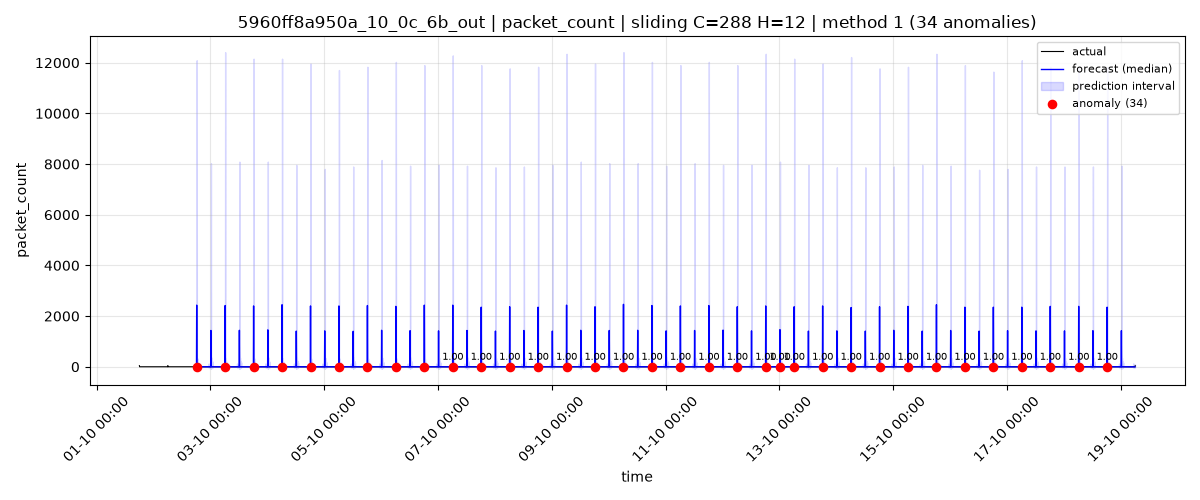 5960ff8a950a_10_0c_6b_out | packet_count | sliding C=288 H=12 | method 1 (34 anomalies)
actual
forecast (median)
prediction interval
anomaly (34)
packet_count
12000
10000
8000
6000
4000
2000
0
1.00 1.00 1.00 1.00 1.00 1.00 1.00 1.00 1.00 1.00 1.00 1.00 1.00 1.00 1.00 1.00 1.00 1.00 1.00 1.00 1.00 1.00 1.00 1.00 1.00
01-10 00:00
03-10 00:00
05-10 00:00
07-10 00:00
09-10 00:00
11-10 00:00
13-10 00:00
15-10 00:00
17-10 00:00
19-10 00:00
time